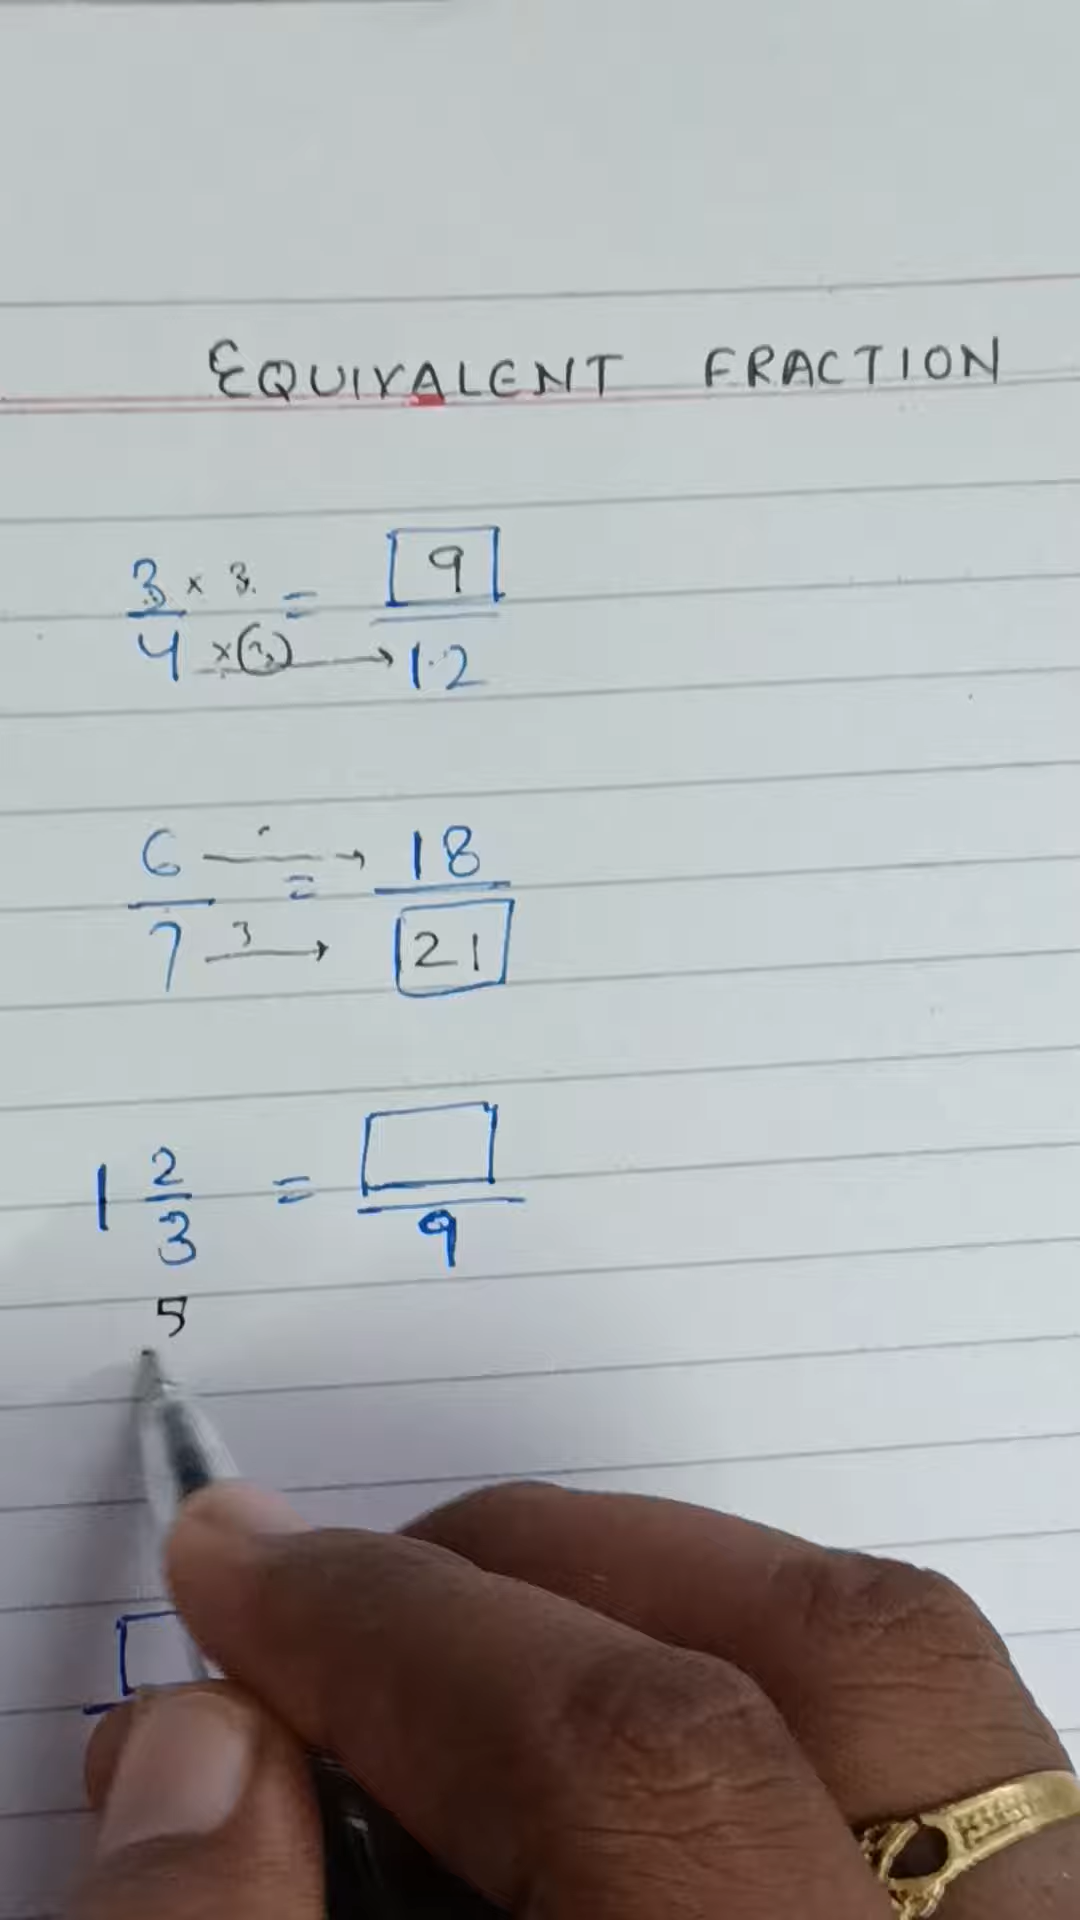 EQUIVALENT FRACTION
3 × 3 = 9
4 × (3) → 12
6 → = 18
7 3 → 21
1 2/3 = □/9
5